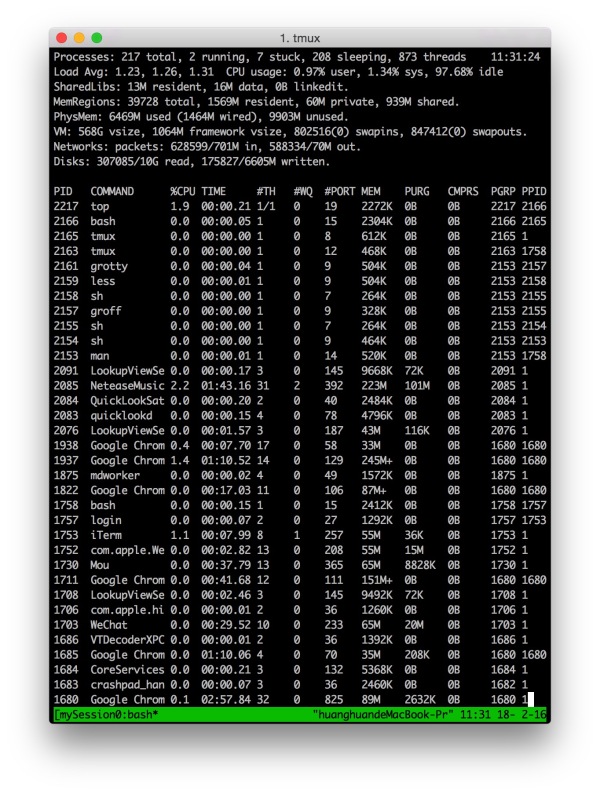 1. tmux
Processes: 217 total, 2 running, 7 stuck, 208 sleeping, 873 threads 11:31:24
Load Avg: 1.23, 1.26, 1.31 CPU usage: 0.97% user, 1.34% sys, 97.68% idle
SharedLibs: 13M resident, 16M data, 0B linkedit.
MemRegions: 39728 total, 1569M resident, 60M private, 939M shared.
PhysMem: 6469M used (1464M wired), 9903M unused.
VM: 568G vsize, 1064M framework vsize, 802516(0) swapins, 847412(0) swapouts.
Networks: packets: 628599/701M in, 588334/70M out.
Disks: 307085/10G read, 175827/6605M written.
PID COMMAND %CPU TIME #TH #WQ #PORT MEM PURG CMPRS PGRP PPID
2217 top 1.9 00:00.21 1/1 0 19 2272K 0B 0B 2217 2166
2166 bash 0.0 00:00.05 1 0 15 2304K 0B 0B 2166 2165
2165 tmux 0.0 00:00.00 1 0 8 612K 0B 0B 2165 1
2163 tmux 0.0 00:00.00 1 0 12 468K 0B 0B 2163 1758
2161 grotty 0.0 00:00.04 1 0 9 504K 0B 0B 2153 2157
2159 less 0.0 00:00.01 1 0 9 504K 0B 0B 2153 2158
2158 sh 0.0 00:00.00 1 0 7 264K 0B 0B 2153 2155
2157 groff 0.0 00:00.00 1 0 9 328K 0B 0B 2153 2155
2155 sh 0.0 00:00.00 1 0 7 264K 0B 0B 2153 2154
2154 sh 0.0 00:00.00 1 0 9 464K 0B 0B 2153 2153
2153 man 0.0 00:00.01 1 0 14 520K 0B 0B 2153 1758
2091 LookupViewSe 0.0 00:00.17 3 0 145 9668K 72K 0B 2091 1
2085 NeteaseMusic 2.2 01:43.16 31 2 392 223M 101M 0B 2085 1
2084 QuickLookSat 0.0 00:00.20 2 0 40 2484K 0B 0B 2084 1
2083 quicklookd 0.0 00:00.15 4 0 78 4796K 0B 0B 2083 1
2076 LookupViewSe 0.0 00:01.57 3 0 187 43M 116K 0B 2076 1
1938 Google Chrom 0.4 00:07.70 17 0 58 33M 0B 0B 1680 1680
1937 Google Chrom 1.4 01:10.52 14 0 129 245M+ 0B 0B 1680 1680
1875 mdworker 0.0 00:00.02 4 0 49 1572K 0B 0B 1875 1
1822 Google Chrom 0.0 00:17.03 11 0 106 87M+ 0B 0B 1680 1680
1758 bash 0.0 00:00.15 1 0 15 2412K 0B 0B 1758 1757
1757 login 0.0 00:00.07 2 0 27 1292K 0B 0B 1757 1753
1753 iTerm 1.1 00:07.99 8 1 257 55M 36K 0B 1753 1
1752 com.apple.We 0.0 00:02.82 13 0 208 55M 15M 0B 1752 1
1730 Mou 0.0 00:37.79 13 0 365 65M 8828K 0B 1730 1
1711 Google Chrom 0.0 00:41.68 12 0 111 151M+ 0B 0B 1680 1680
1708 LookupViewSe 0.0 00:02.46 3 0 145 9492K 72K 0B 1708 1
1706 com.apple.hi 0.0 00:00.01 2 0 36 1260K 0B 0B 1706 1
1703 WeChat 0.0 00:29.52 10 0 233 65M 20M 0B 1703 1
1686 VTDecoderXPC 0.0 00:00.01 2 0 36 1392K 0B 0B 1686 1
1685 Google Chrom 0.0 01:10.06 4 0 70 35M 208K 0B 1680 1680
1684 CoreServices 0.0 00:00.21 3 0 132 5368K 0B 0B 1684 1
1683 crashpad_han 0.0 00:00.07 3 0 36 2460K 0B 0B 1682 1
1680 Google Chrom 0.1 02:57.84 32 0 825 89M 2632K 0B 1680 1
[mySession0:bash* "huanghuandeMacBook-Pr" 11:31 18- 2-16